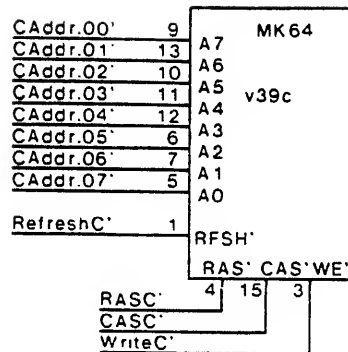 CAddr.00' 9 A7 MK64
CAddr.01' 13 A6
CAddr.02' 10 A5
CAddr.03' 11 A4 v39c
CAddr.04' 12 A3
CAddr.05' 6 A2
CAddr.06' 7 A1
CAddr.07' 5 A0
RefreshC' 1 RFSH'
RAS' CAS' WE'
4 15 3
RASC'
CASC'
WriteC'